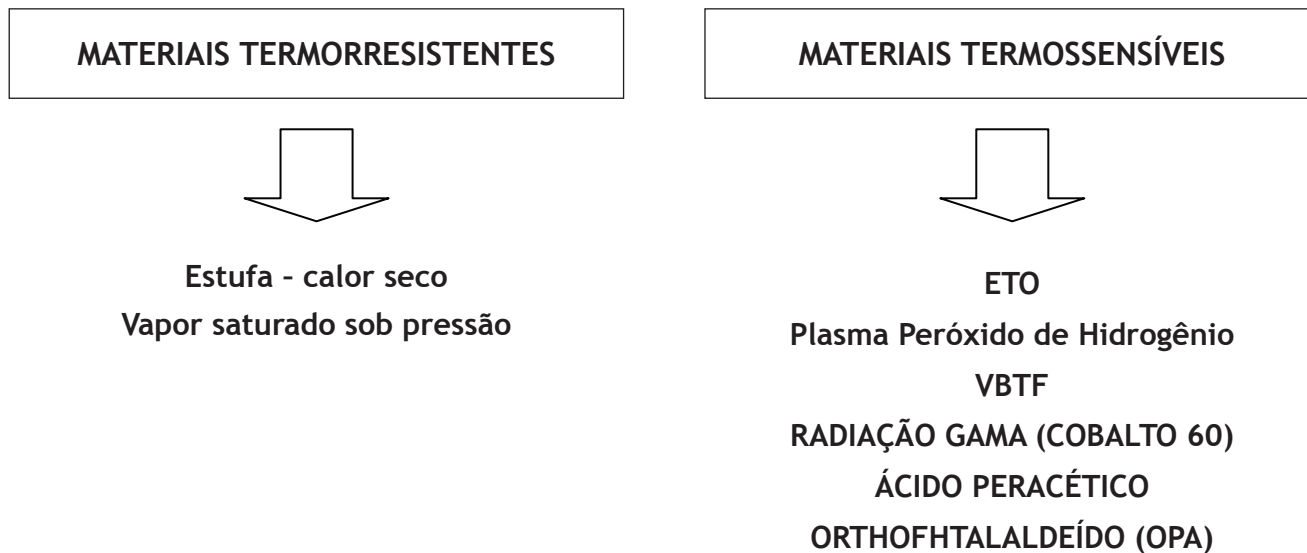 MATERIAIS TERMORRESISTENTES
Estufa – calor seco
Vapor saturado sob pressão
MATERIAIS TERMOSSENSÍVEIS
ETO
Plasma Peróxido de Hidrogênio
VBTF
RADIAÇÃO GAMA (COBALTO 60)
ÁCIDO PERACÉTICO
ORTHOFHTALALDEÍDO (OPA)